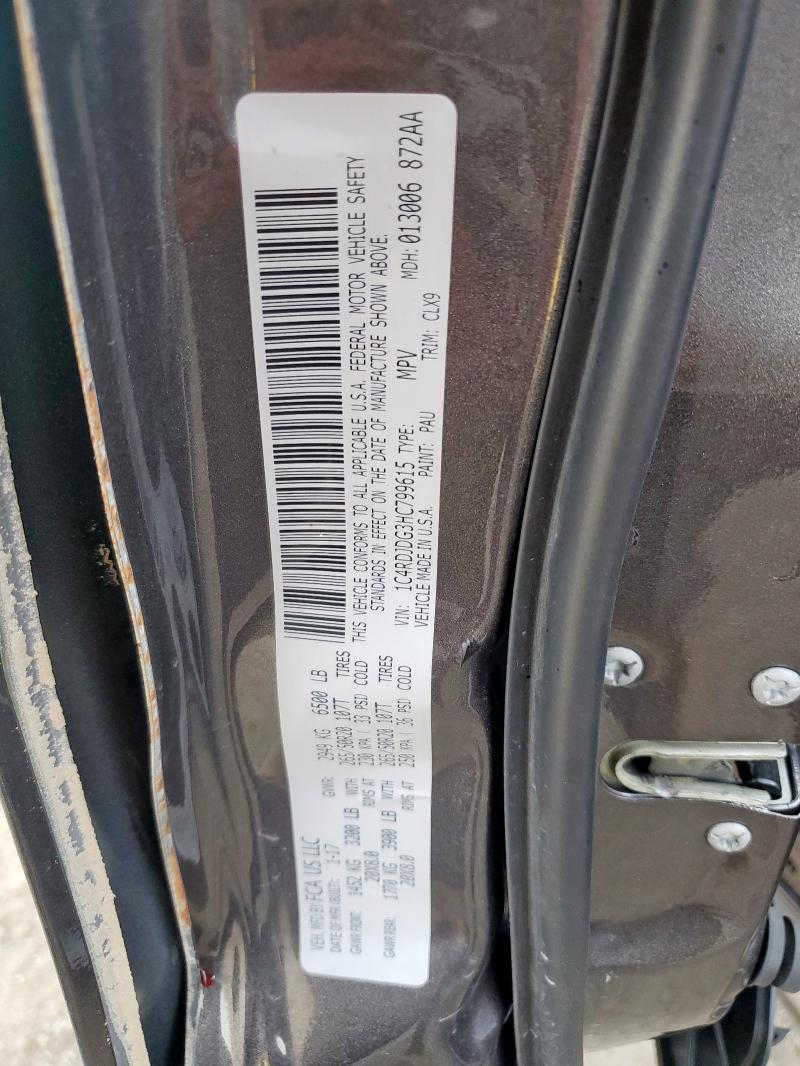 VEH. MFD BY FCA US LLC
DATE OF MFR (BUILT): 1-17 GVWR: 2949 KG 6500 LB
GAWR FRONT: 1452 KG 3200 LB WITH 265/50R20 107T TIRES
20X8.0 RIMS AT 230 KPA ( 33 PSI) COLD
GAWR REAR: 1770 KG 3900 LB WITH 265/50R20 107T TIRES
20X8.0 RIMS AT 250 KPA ( 36 PSI) COLD
THIS VEHICLE CONFORMS TO ALL APPLICABLE U.S.A. FEDERAL MOTOR VEHICLE SAFETY
STANDARDS IN EFFECT ON THE DATE OF MANUFACTURE SHOWN ABOVE.
VIN: 1C4RDJDG3HC799615 TYPE: MPV MDH: 013006 872AA
VEHICLE MADE IN U.S.A. PAINT: PAU TRIM: CLX9